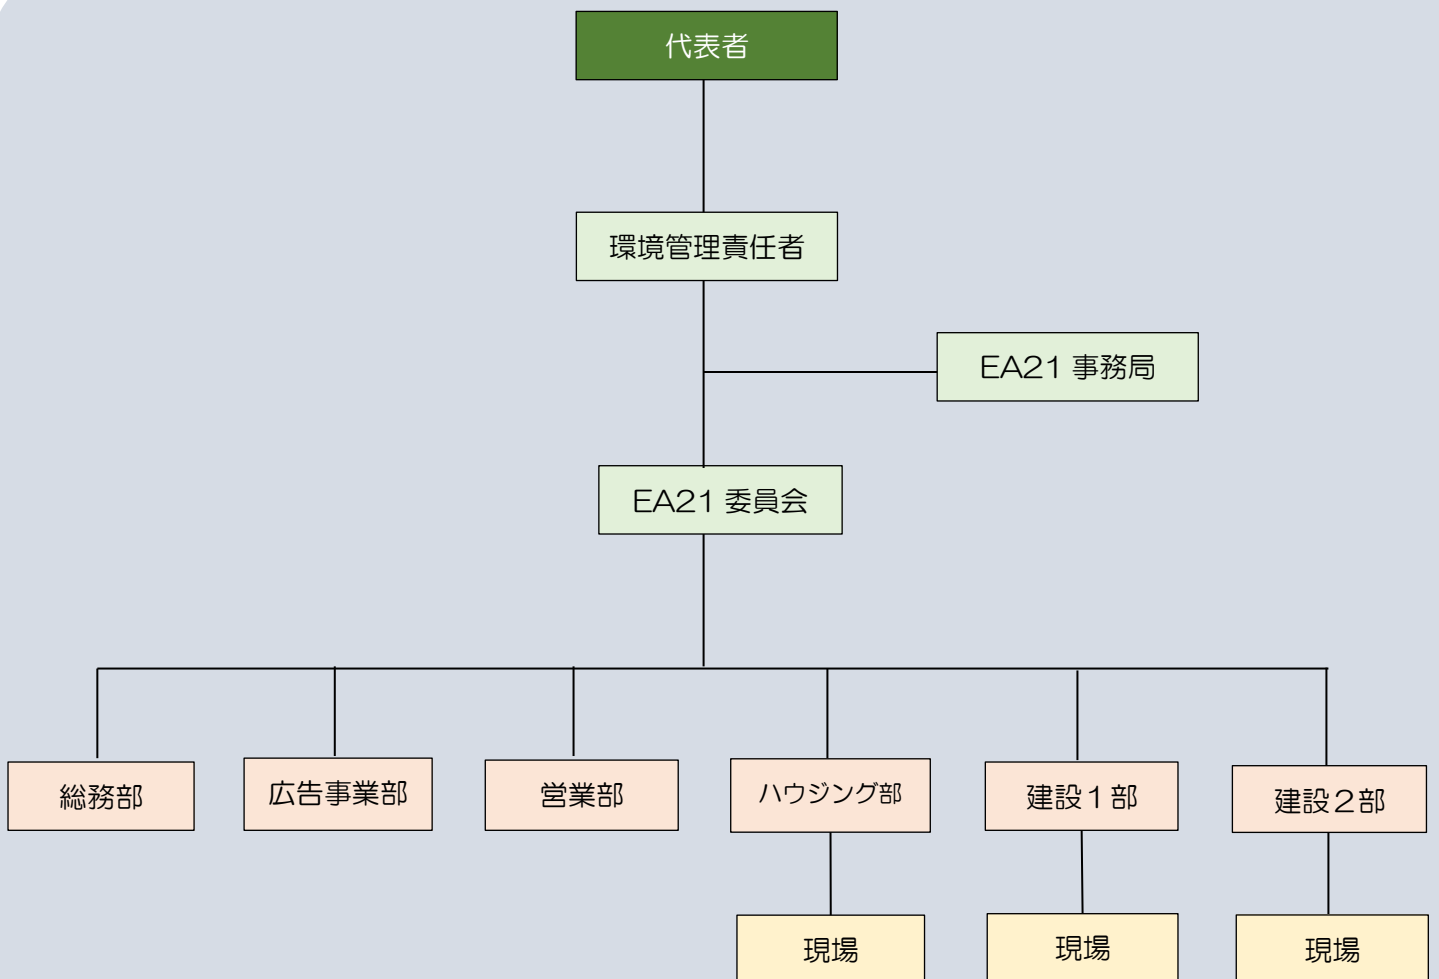 代表者
環境管理責任者
EA21 事務局
EA21 委員会
総務部
広告事業部
営業部
ハウジング部
建設１部
建設２部
現場
現場
現場